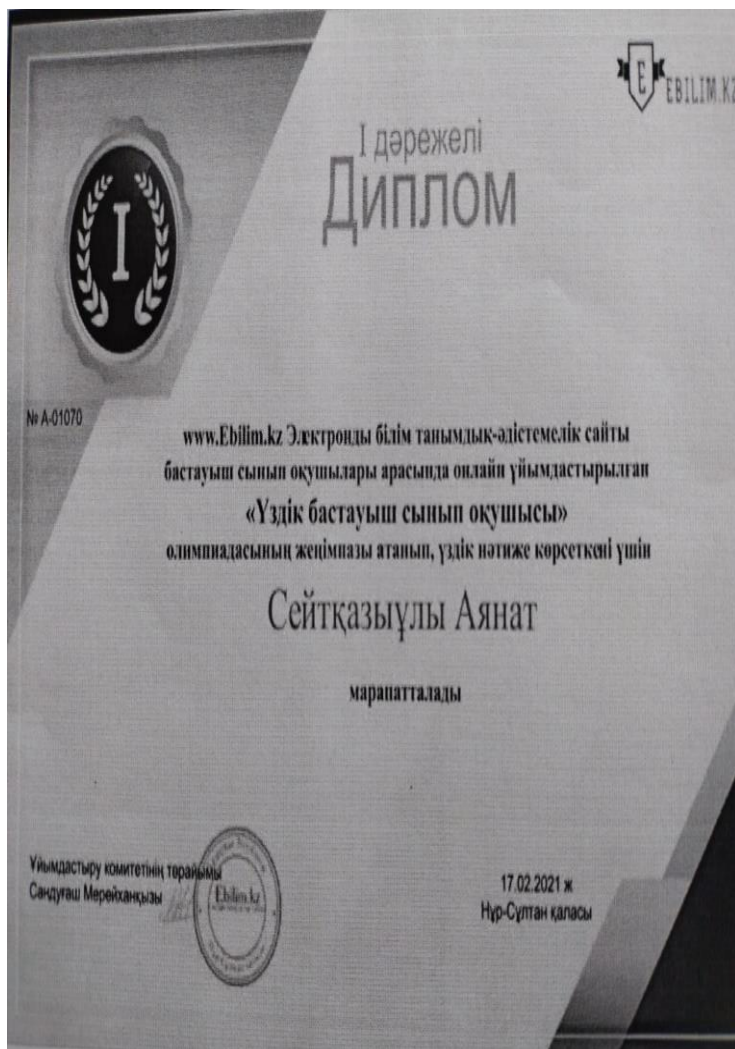 E
EBILIM.KZ
І дәрежелі
Диплом
I
№ А-01070
www.Ebilim.kz Электронды білім танымдық-әдістемелік сайты
бастауыш сынып оқушылары арасында онлайн ұйымдастырылған
«Үздік бастауыш сынып оқушысы»
олимпиадасының жеңімпазы атанып, үздік нәтиже көрсеткені үшін
Сейтқазыұлы Аянат
марапатталады
Ұйымдастыру комитетінің төрайымы
Сандуғаш Мерейханқызы
Ebilim.kz
17.02.2021 ж
Нұр-Сұлтан қаласы